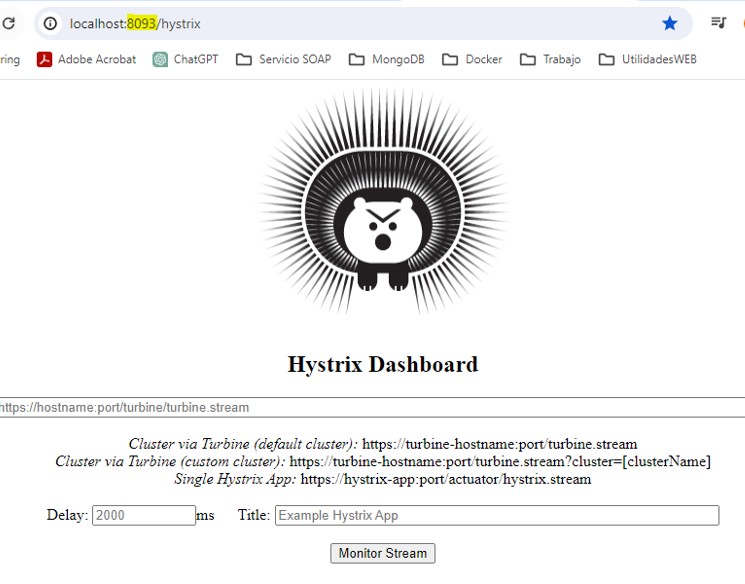 localhost:8093/hystrix
ring Adobe Acrobat ChatGPT Servicio SOAP MongoDB Docker Trabajo UtilidadesWEB
Hystrix Dashboard
https://hostname:port/turbine/turbine.stream
Cluster via Turbine (default cluster): https://turbine-hostname:port/turbine.stream
Cluster via Turbine (custom cluster): https://turbine-hostname:port/turbine.stream?cluster=[clusterName]
Single Hystrix App: https://hystrix-app:port/actuator/hystrix.stream
Delay: 2000 ms Title: Example Hystrix App
Monitor Stream